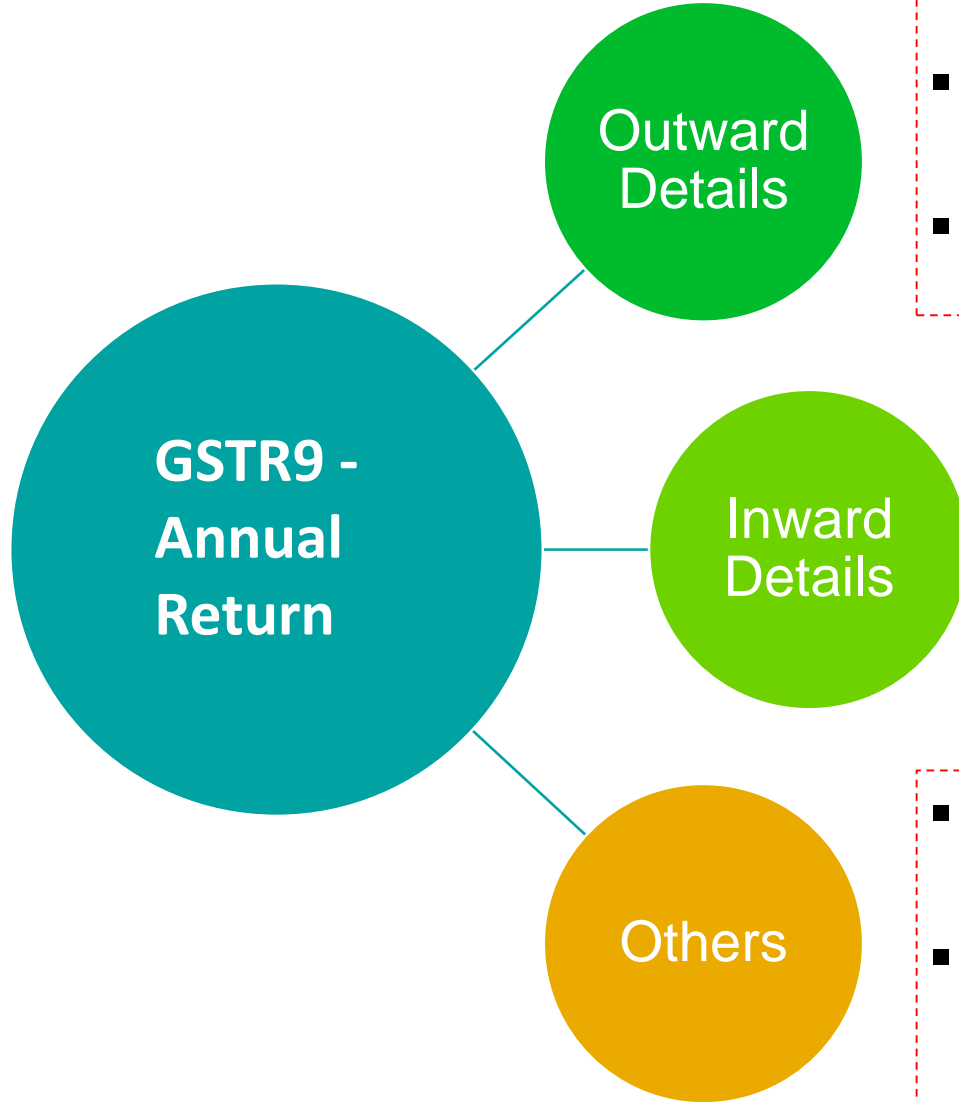 Outward
Details
GSTR9 -
Annual
Return
Inward
Details
Others